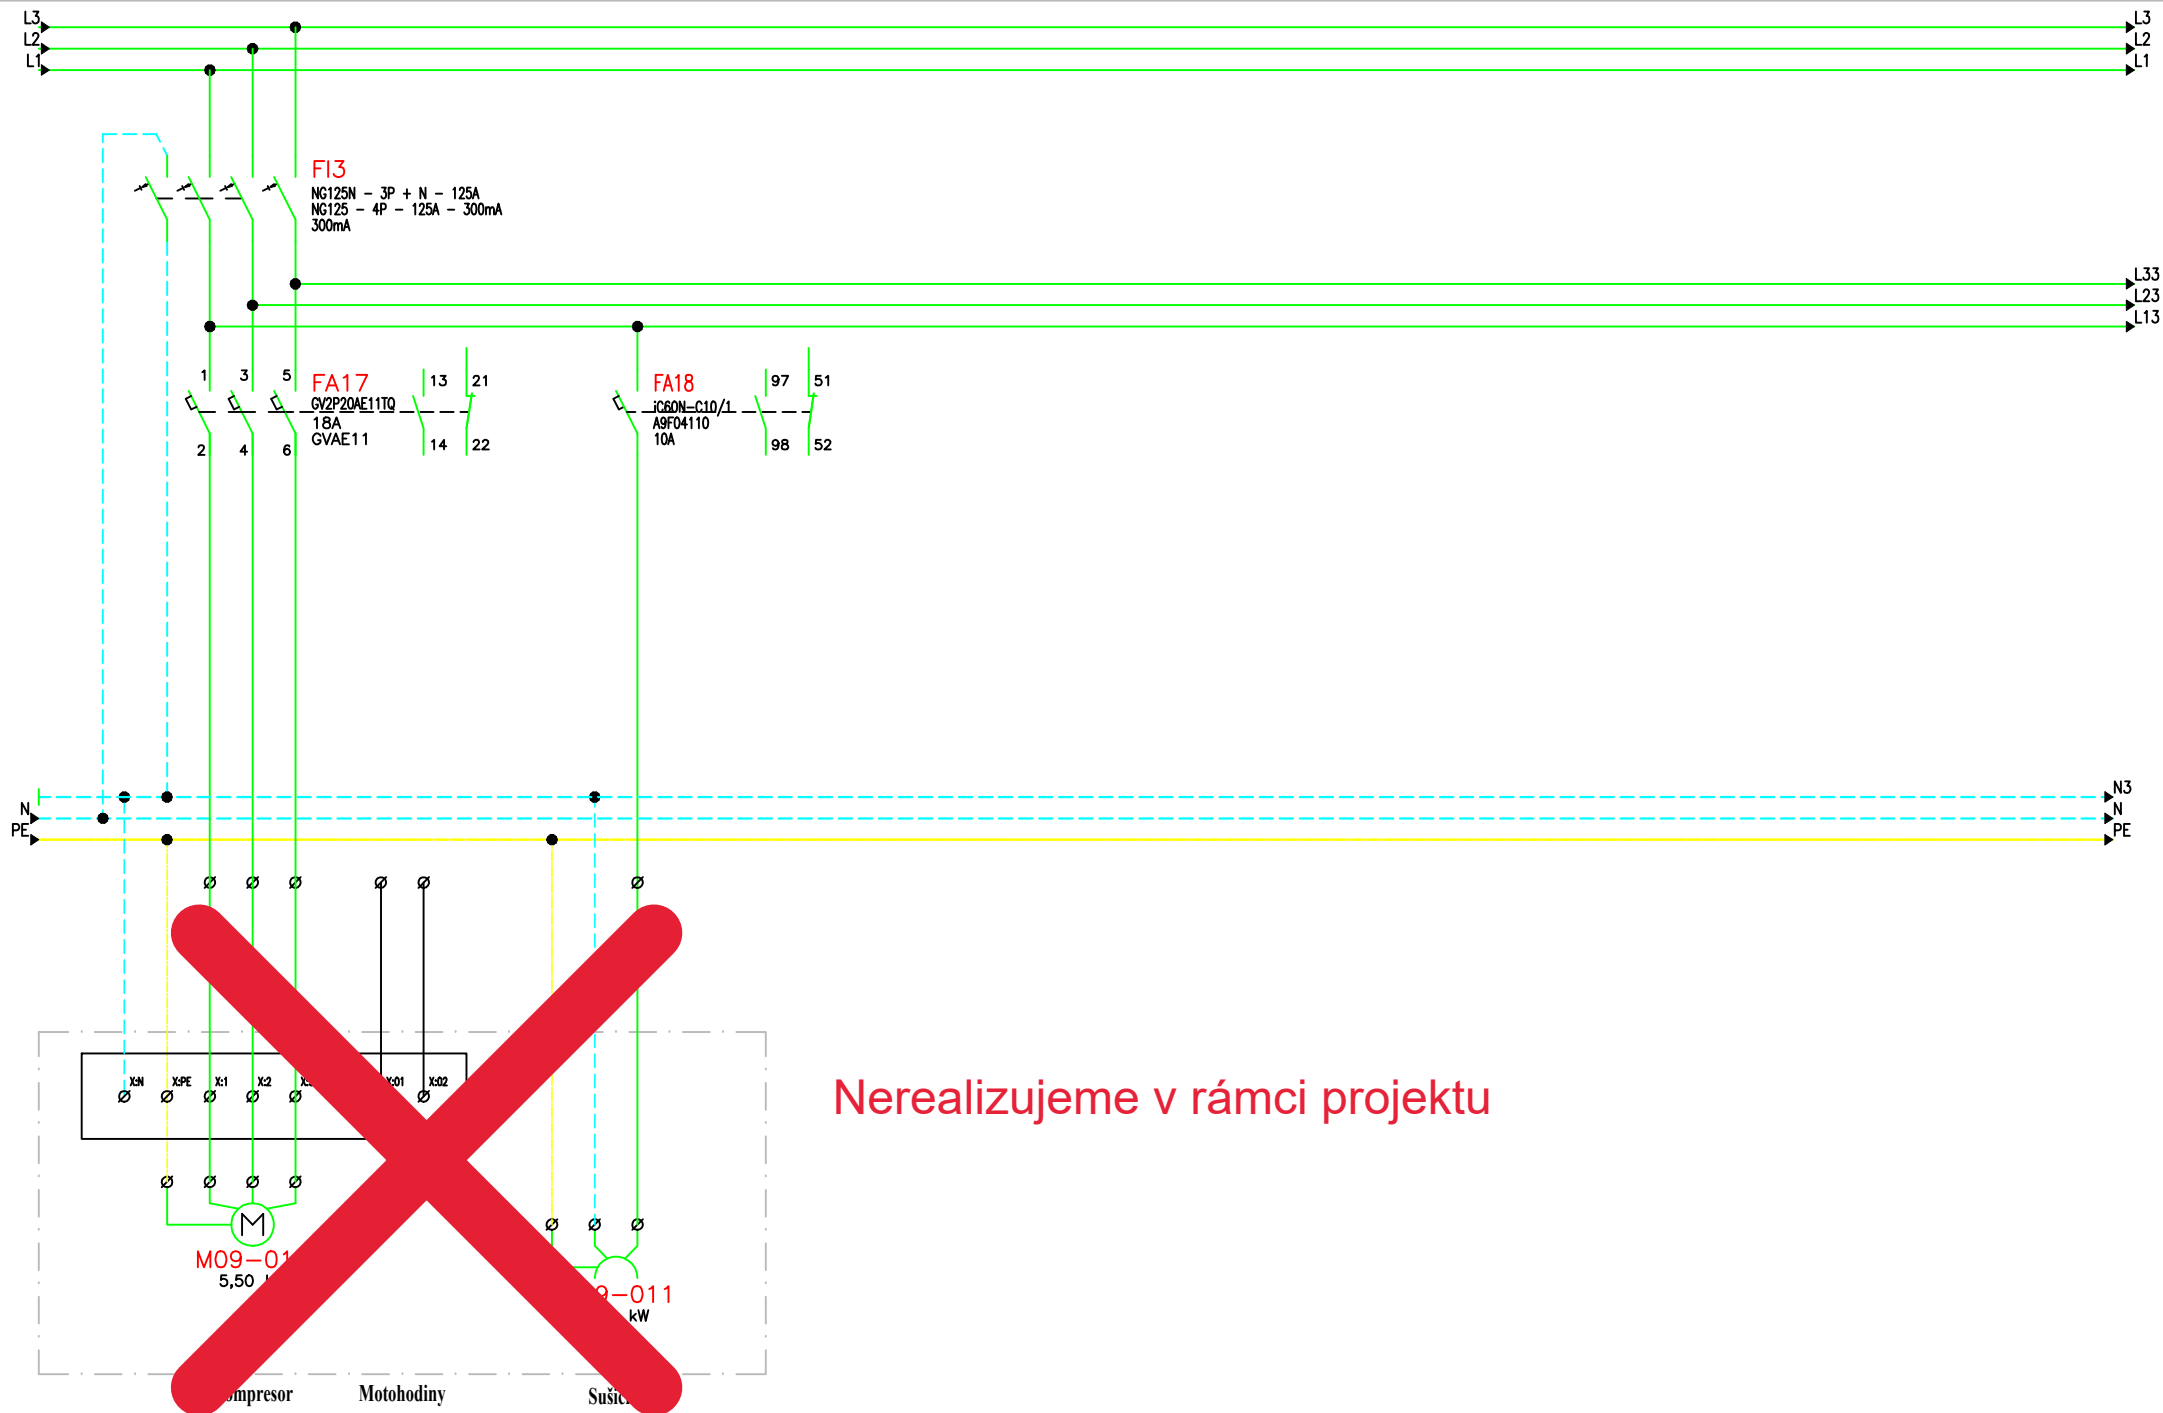 L3
L2
L1
L3
L2
L1
FI3
NG125N - 3P + N - 125A
NG125 - 4P - 125A - 300mA
300mA
L33
L23
L13
1 3 5
FA17
GV2P20AE11TQ
18A
GVAE11
2 4 6
13 21
14 22
FA18
iC60N-C10/1
A9F04110
10A
97 51
98 52
N
PE
N3
N
PE
X:N X:PE X:1 X:2 X:01 X:02
M
M09-01
5,50
9-011
kW
Nerealizujeme v rámci projektu
Motohodiny